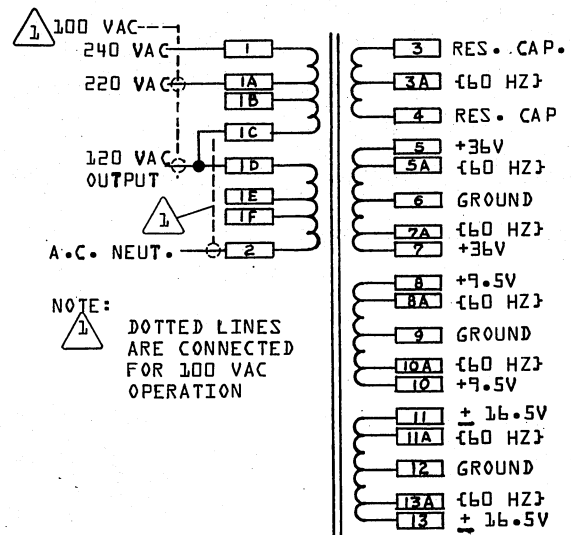 1 100 VAC
240 VAC 1
220 VAC 1A
1B
1C
120 VAC 1D
OUTPUT
1E
1F
1
A.C. NEUT. 2
NOTE:
1 DOTTED LINES
ARE CONNECTED
FOR 100 VAC
OPERATION
3 RES. CAP.
3A {60 HZ}
4 RES. CAP
5 +36V
5A {60 HZ}
6 GROUND
7A {60 HZ}
7 +36V
8 +9.5V
8A {60 HZ}
9 GROUND
10A {60 HZ}
10 +9.5V
11 ± 16.5V
11A {60 HZ}
12 GROUND
13A {60 HZ}
13 ± 16.5V